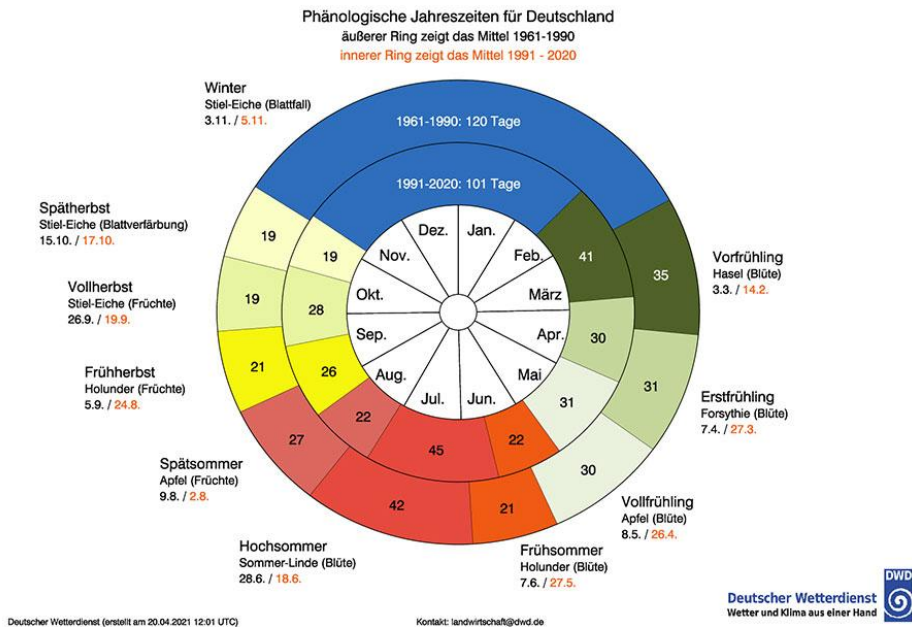 Phänologische Jahreszeiten für Deutschland
äußerer Ring zeigt das Mittel 1961-1990
innerer Ring zeigt das Mittel 1991 - 2020
Winter
Stiel-Eiche (Blattfall)
3.11. / 5.11.
1961-1990: 120 Tage
1991-2020: 101 Tage
Spätherbst
Stiel-Eiche (Blattverfärbung)
15.10. / 17.10.
19
19
Vollherbst
Stiel-Eiche (Früchte)
26.9. / 19.9.
19
28
Frühherbst
Holunder (Früchte)
5.9. / 24.8.
21
26
Spätsommer
Apfel (Früchte)
9.8. / 2.8.
27
22
Hochsommer
Sommer-Linde (Blüte)
28.6. / 18.6.
42
45
Frühsommer
Holunder (Blüte)
7.6. / 27.5.
21
22
Vollfrühling
Apfel (Blüte)
8.5. / 26.4.
30
31
Erstfrühling
Forsythie (Blüte)
7.4. / 27.3.
31
30
Vorfrühling
Hasel (Blüte)
3.3. / 14.2.
35
41
Jan.
Feb.
März
Apr.
Mai
Jun.
Jul.
Aug.
Sep.
Okt.
Nov.
Dez.
DWD
Deutscher Wetterdienst
Wetter und Klima aus einer Hand
Deutscher Wetterdienst (erstellt am 20.04.2021 12:01 UTC)
Kontakt: landwirtschaft@dwd.de